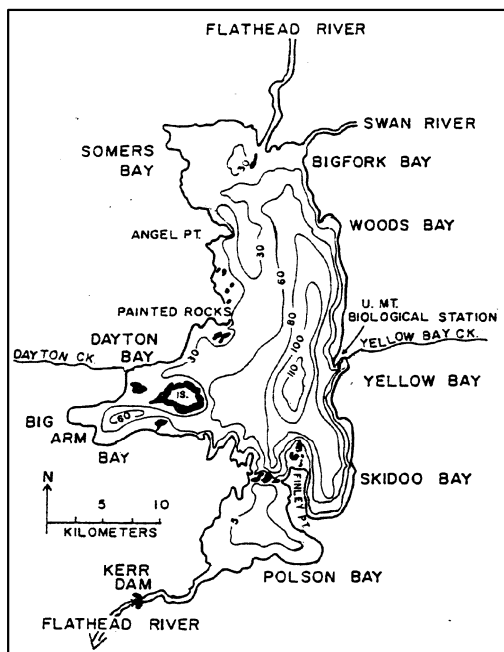 FLATHEAD RIVER
SWAN RIVER
SOMERS
BAY
30
BIGFORK BAY
ANGEL PT.
WOODS BAY
30
60
80
100
110
PAINTED ROCKS
U. MT.
BIOLOGICAL STATION
YELLOW BAY CK.
DAYTON
BAY
DAYTON CK.
30
YELLOW BAY
IS.
60
BIG
ARM
BAY
SKIDOO BAY
FINLEY PT.
N
5 10
KILOMETERS
3
POLSON BAY
KERR
DAM
FLATHEAD RIVER